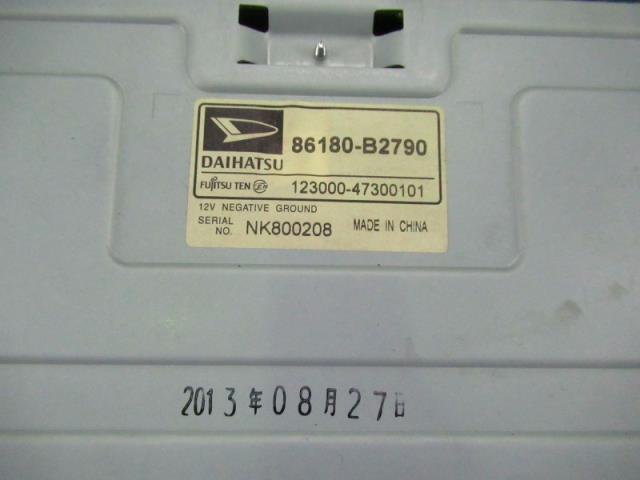 86180-B2790
DAIHATSU
FUJITSU TEN
123000-47300101
12V NEGATIVE GROUND
SERIAL NO. NK800208
MADE IN CHINA
2013年08月27日